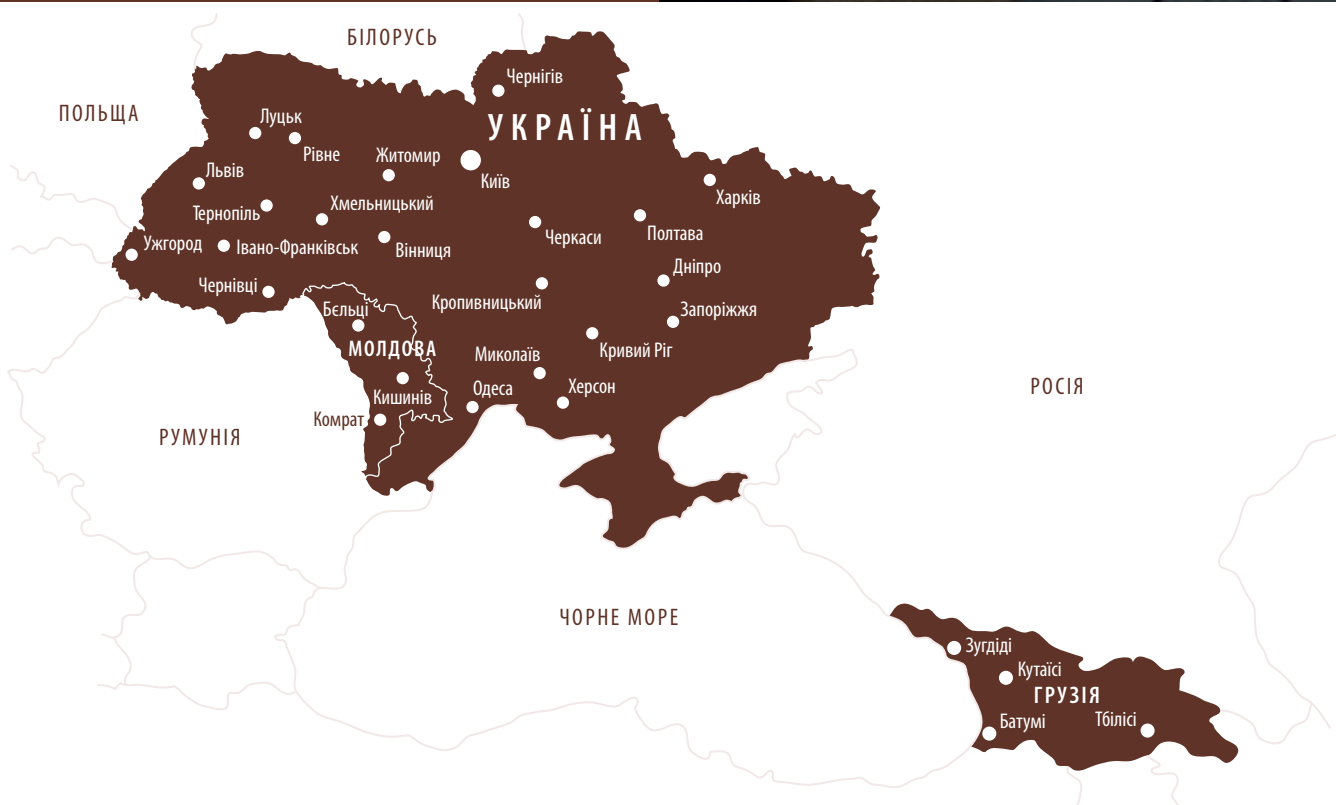 БІЛОРУСЬ
ПОЛЬЩА
Чернігів
УКРАЇНА
Луцьк
Рівне
Житомир
Київ
Львів
Харків
Тернопіль
Хмельницький
Черкаси
Полтава
Ужгород
Івано-Франківськ
Вінниця
Дніпро
Чернівці
Кропивницький
Запоріжжя
Бєльці
МОЛДОВА
Миколаїв
Кривий Ріг
Кишинів
Одеса
Херсон
РОСІЯ
Комрат
РУМУНІЯ
ЧОРНЕ МОРЕ
Зугдіді
Кутаїсі
ГРУЗІЯ
Батумі
Тбілісі